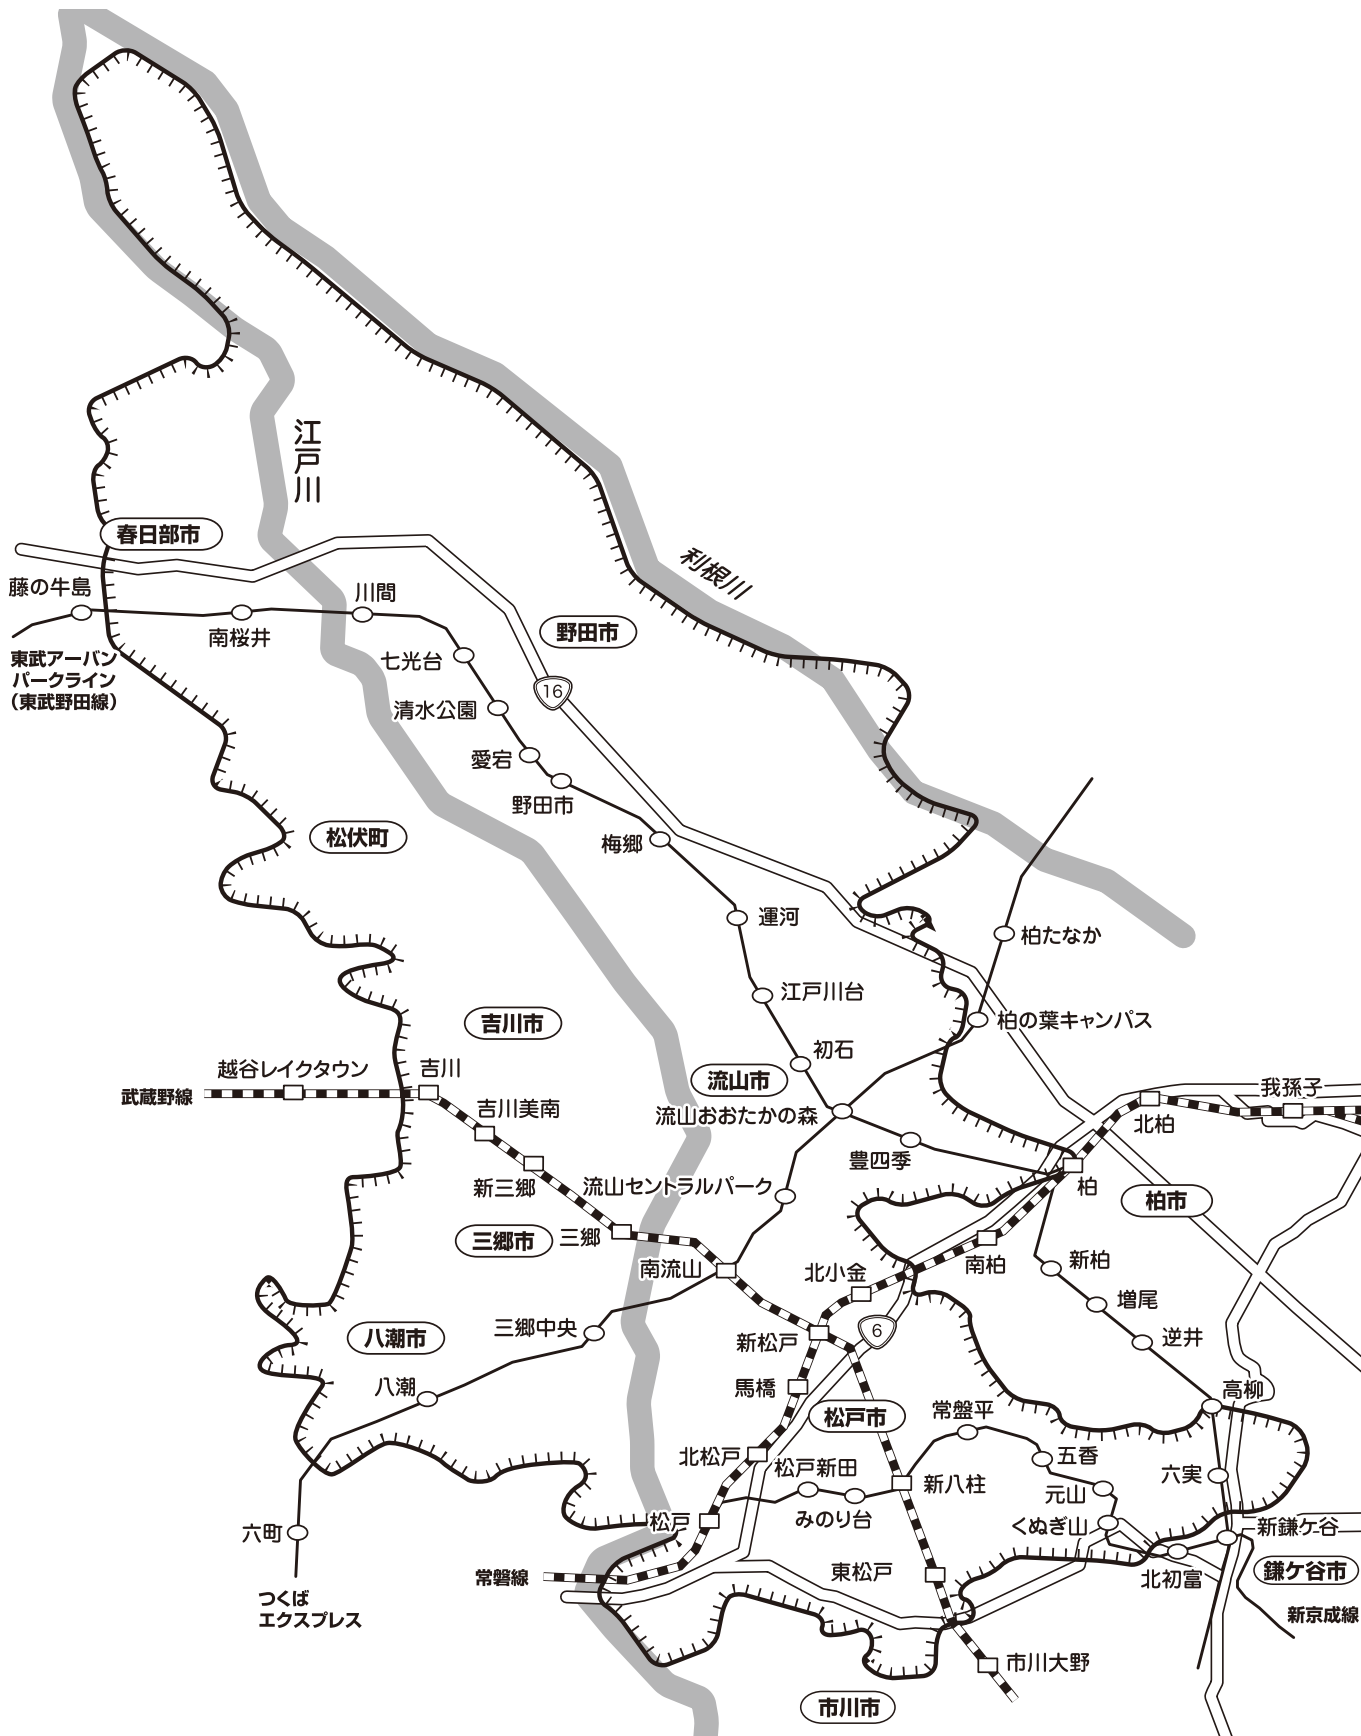 江戸川
春日部市
藤の牛島
利根川
川間
野田市
南桜井
東武アーバン
パークライン
（東武野田線）
七光台
16
清水公園
愛宕
野田市
松伏町
梅郷
運河
柏たなか
江戸川台
吉川市
柏の葉キャンパス
初石
越谷レイクタウン
吉川
流山市
我孫子
武蔵野線
吉川美南
流山おおたかの森
北柏
豊四季
新三郷
流山セントラルパーク
柏
柏市
三郷市
三郷
南流山
北小金
南柏
新柏
増尾
三郷中央
6
八潮市
新松戸
逆井
八潮
馬橋
高柳
松戸市
常盤平
北松戸
松戸新田
五香
新八柱
六実
元山
みのり台
くぬぎ山
松戸
六町
新鎌ケ谷
常磐線
東松戸
北初富
鎌ケ谷市
つくば
エクスプレス
新京成線
市川大野
市川市